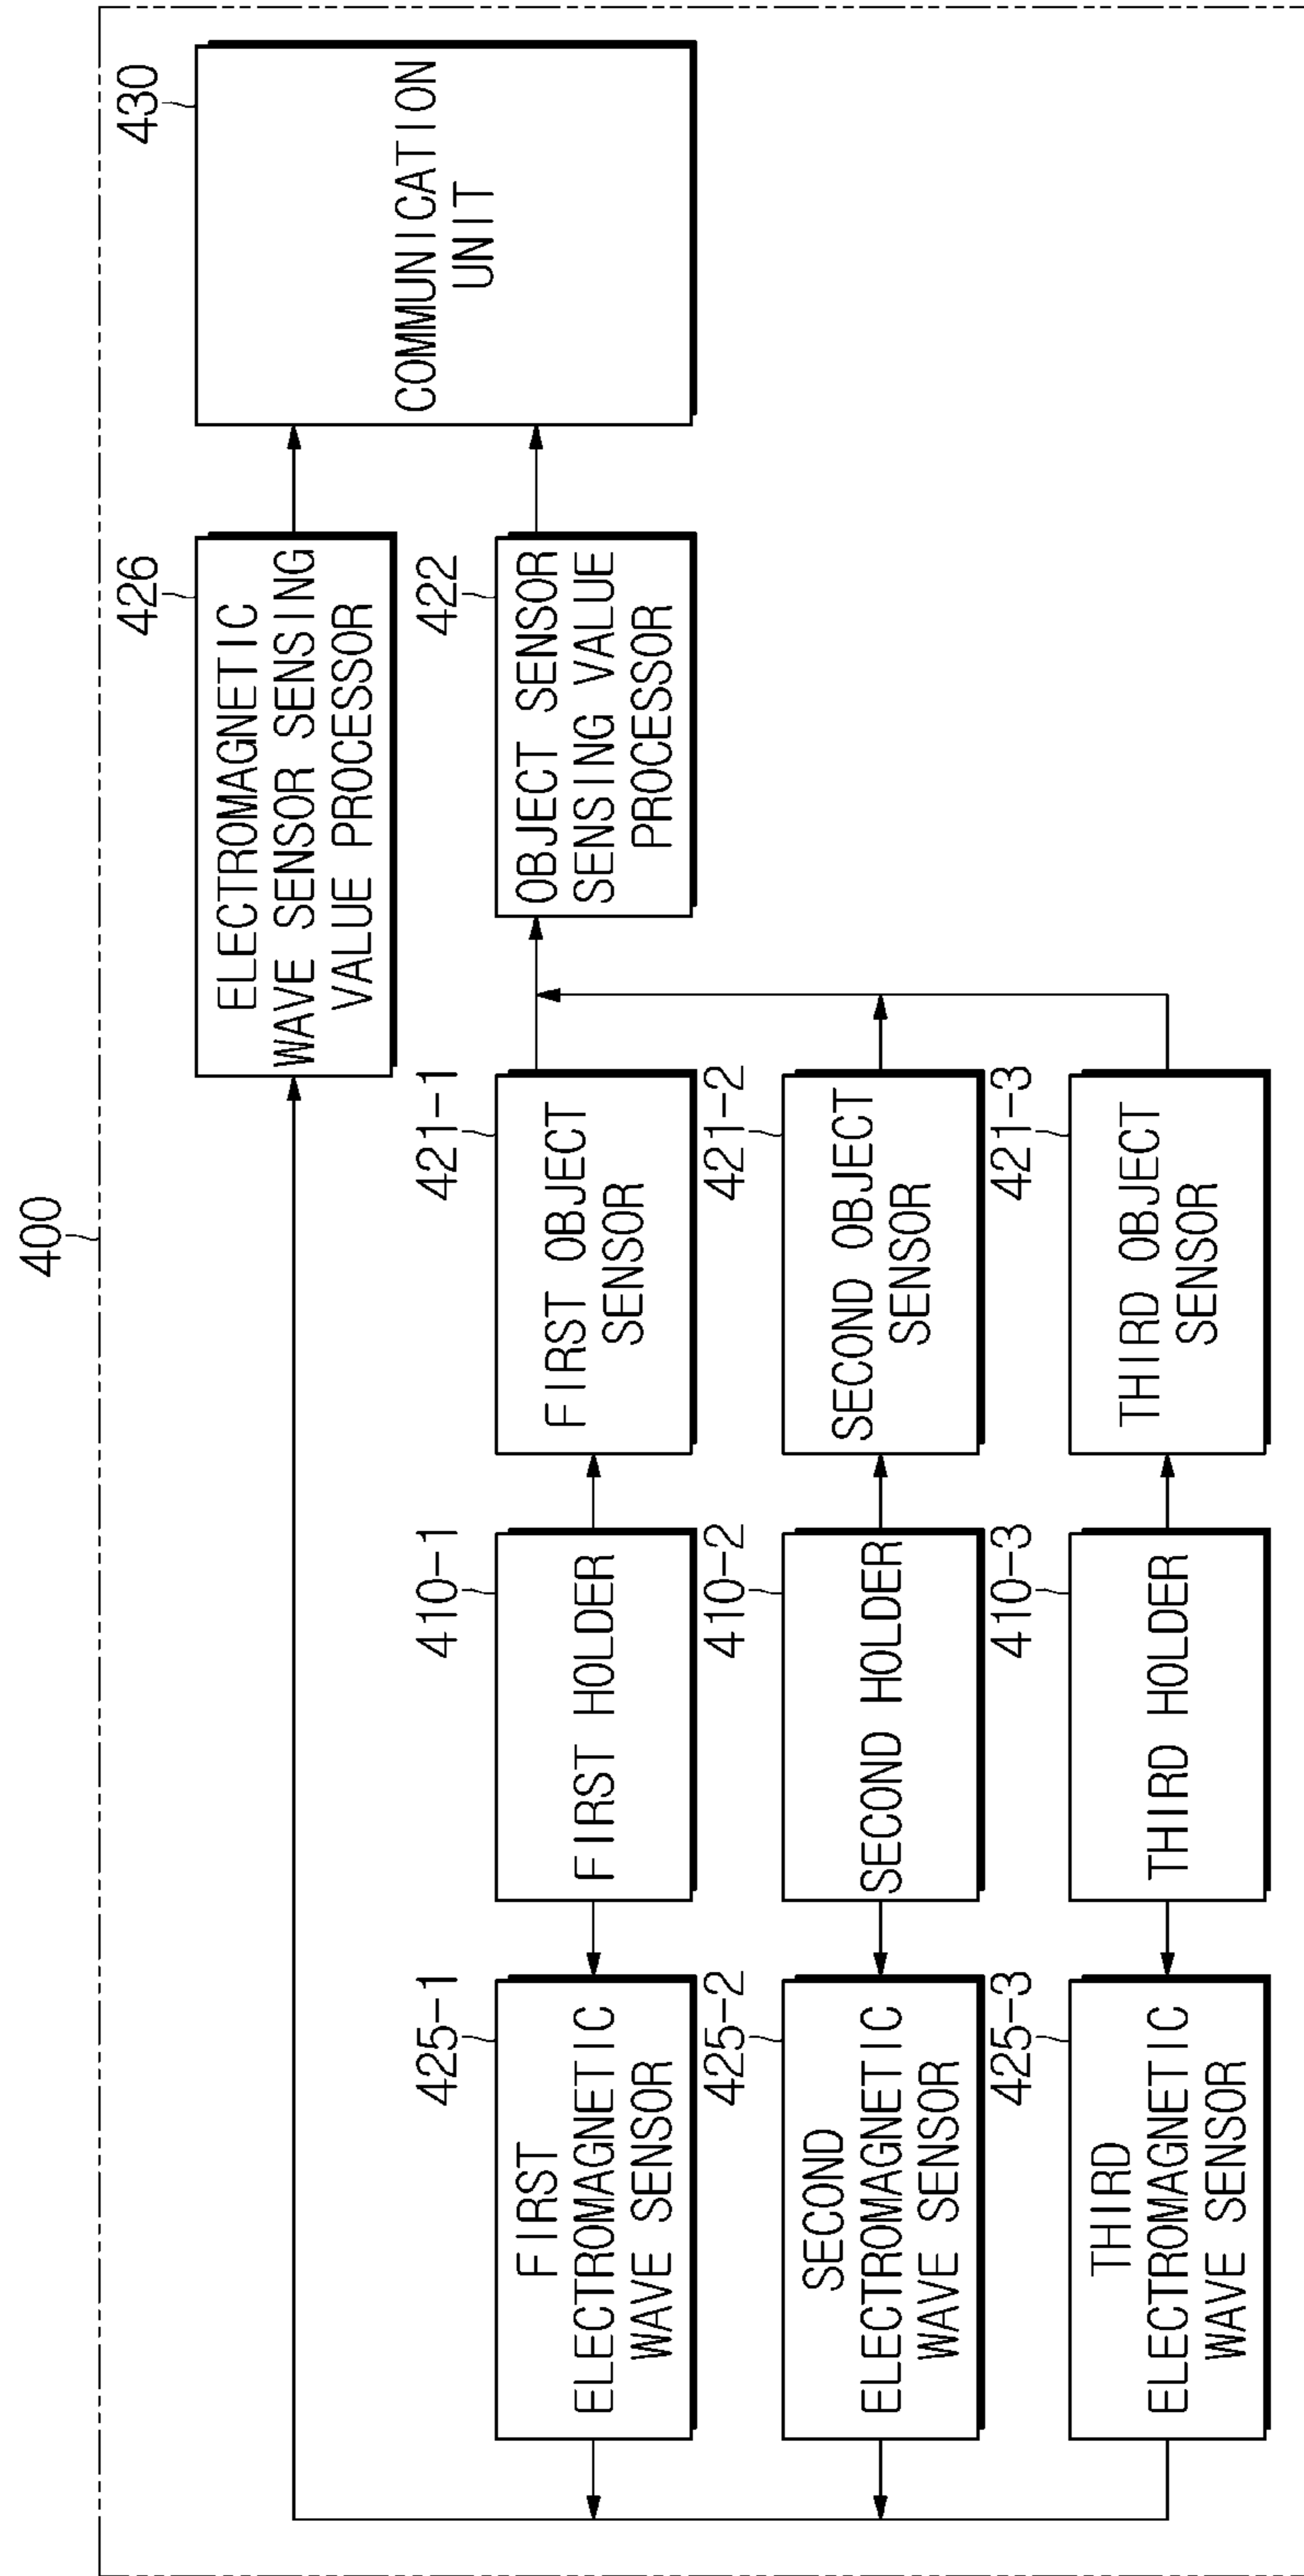 400
430
COMMUNICATION
UNIT
426
ELECTROMAGNETIC
WAVE SENSOR SENSING
VALUE PROCESSOR
422
OBJECT SENSOR
SENSING VALUE
PROCESSOR
425-1
FIRST
ELECTROMAGNETIC
WAVE SENSOR
410-1
FIRST HOLDER
421-1
FIRST OBJECT
SENSOR
425-2
SECOND
ELECTROMAGNETIC
WAVE SENSOR
410-2
SECOND HOLDER
421-2
SECOND OBJECT
SENSOR
425-3
THIRD
ELECTROMAGNETIC
WAVE SENSOR
410-3
THIRD HOLDER
421-3
THIRD OBJECT
SENSOR